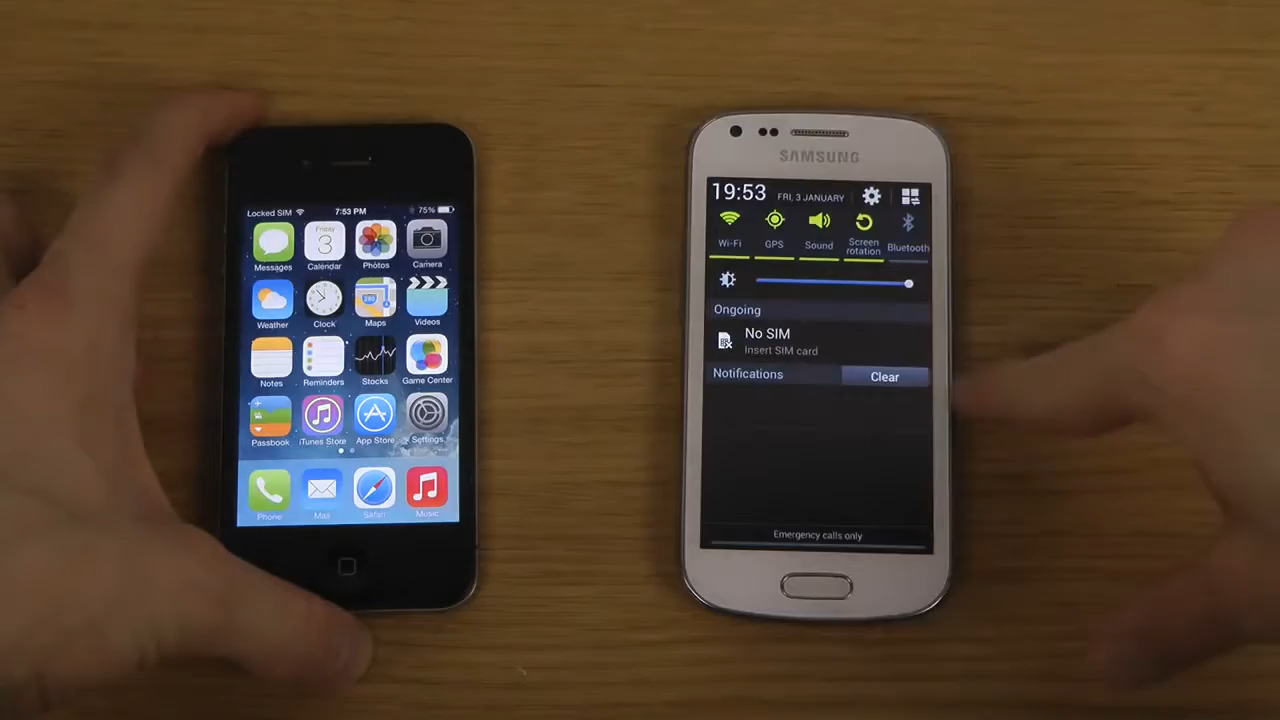 Locked SIM 7:53 PM 75%
Friday
3
Messages Calendar Photos Camera
280
Weather Clock Maps Videos
Notes Reminders Stocks Game Center
Passbook iTunes Store App Store Settings
Phone Mail Safari Music
SAMSUNG
19:53 FRI, 3 JANUARY
Wi-Fi GPS Sound Screen rotation Bluetooth
Ongoing
No SIM
Insert SIM card
Notifications Clear
Emergency calls only